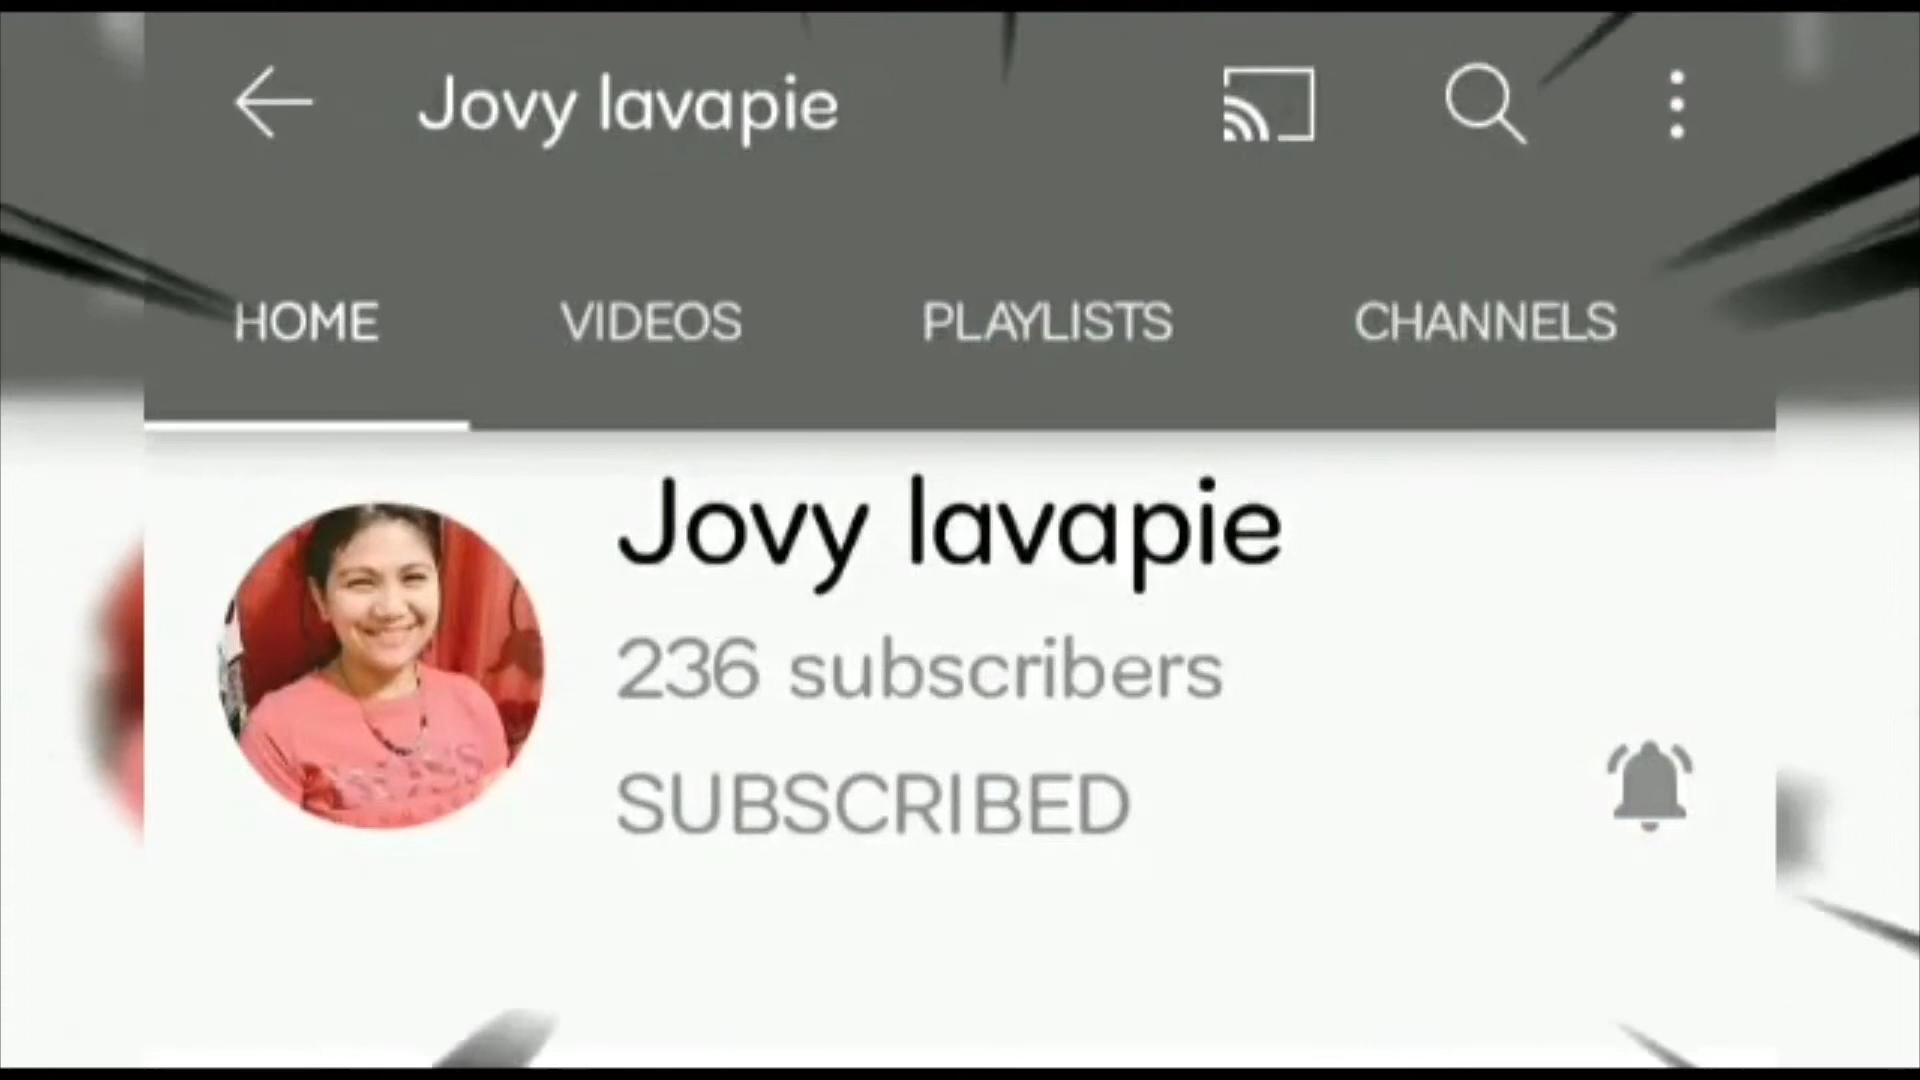 Jovy lavapie
HOME VIDEOS PLAYLISTS CHANNELS
Jovy lavapie
236 subscribers
SUBSCRIBED